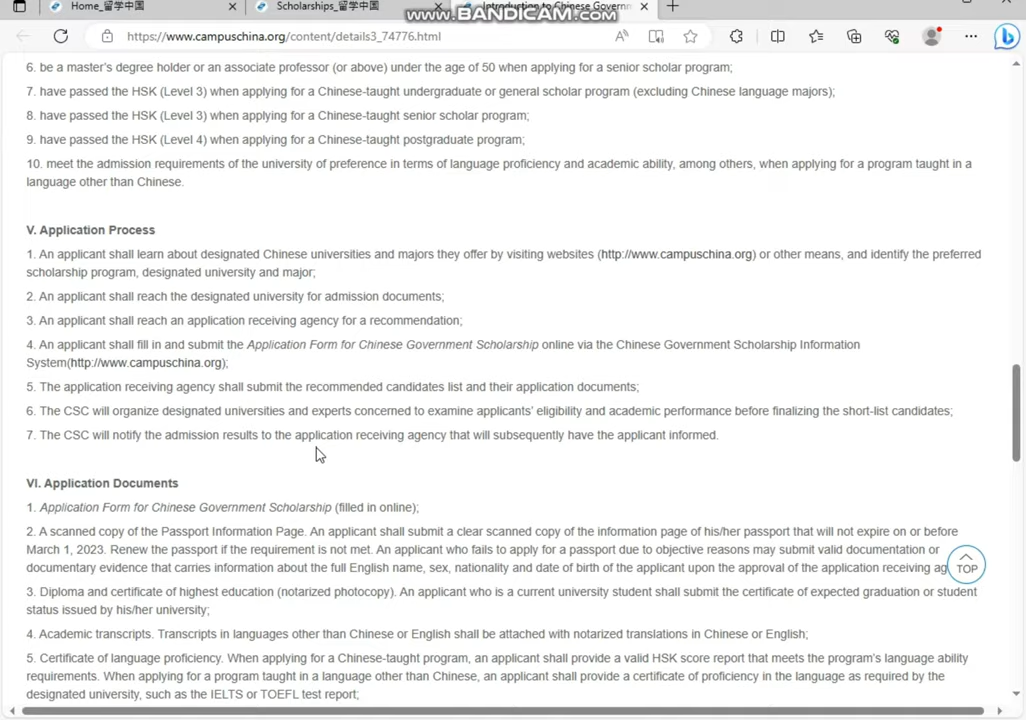 Home_留学中国
Scholarships_留学中国
Introduction to Chinese Governm
www.BANDICAM.com
https://www.campuschina.org/content/details3_74776.html
6. be a master's degree holder or an associate professor (or above) under the age of 50 when applying for a senior scholar program;
7. have passed the HSK (Level 3) when applying for a Chinese-taught undergraduate or general scholar program (excluding Chinese language majors);
8. have passed the HSK (Level 3) when applying for a Chinese-taught senior scholar program;
9. have passed the HSK (Level 4) when applying for a Chinese-taught postgraduate program;
10. meet the admission requirements of the university of preference in terms of language proficiency and academic ability, among others, when applying for a program taught in a
language other than Chinese.
V. Application Process
1. An applicant shall learn about designated Chinese universities and majors they offer by visiting websites (http://www.campuschina.org) or other means, and identify the preferred
scholarship program, designated university and major;
2. An applicant shall reach the designated university for admission documents;
3. An applicant shall reach an application receiving agency for a recommendation;
4. An applicant shall fill in and submit the Application Form for Chinese Government Scholarship online via the Chinese Government Scholarship Information
System(http://www.campuschina.org);
5. The application receiving agency shall submit the recommended candidates list and their application documents;
6. The CSC will organize designated universities and experts concerned to examine applicants' eligibility and academic performance before finalizing the short-list candidates;
7. The CSC will notify the admission results to the application receiving agency that will subsequently have the applicant informed.
VI. Application Documents
1. Application Form for Chinese Government Scholarship (filled in online);
2. A scanned copy of the Passport Information Page. An applicant shall submit a clear scanned copy of the information page of his/her passport that will not expire on or before
March 1, 2023. Renew the passport if the requirement is not met. An applicant who fails to apply for a passport due to objective reasons may submit valid documentation or
documentary evidence that carries information about the full English name, sex, nationality and date of birth of the applicant upon the approval of the application receiving ag
TOP
3. Diploma and certificate of highest education (notarized photocopy). An applicant who is a current university student shall submit the certificate of expected graduation or student
status issued by his/her university;
4. Academic transcripts. Transcripts in languages other than Chinese or English shall be attached with notarized translations in Chinese or English;
5. Certificate of language proficiency. When applying for a Chinese-taught program, an applicant shall provide a valid HSK score report that meets the program's language ability
requirements. When applying for a program taught in a language other than Chinese, an applicant shall provide a certificate of proficiency in the language as required by the
designated university, such as the IELTS or TOEFL test report;